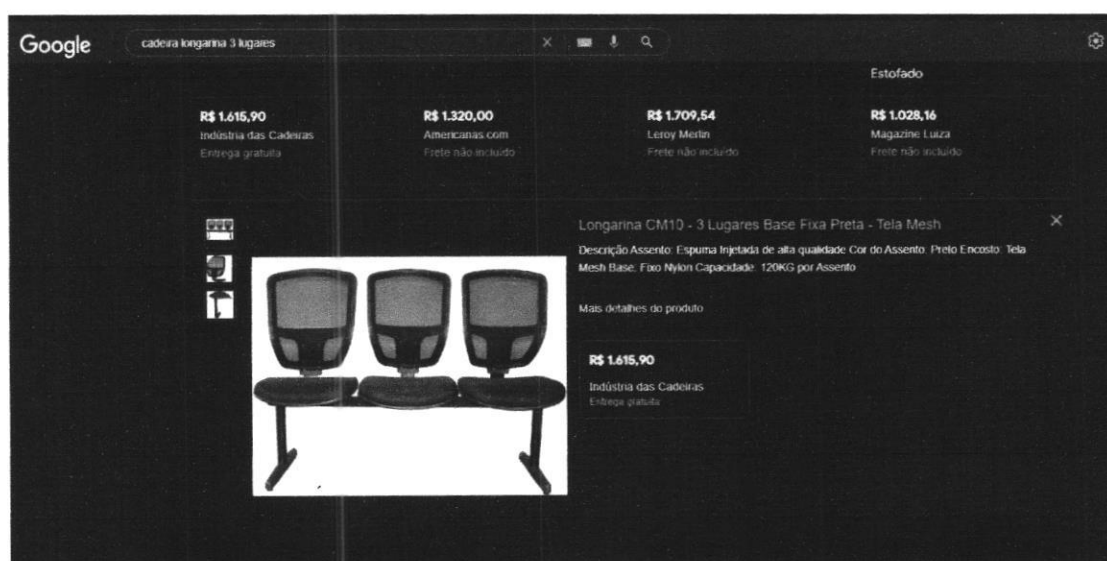 Google
cadeira longarina 3 lugares
Estofado
R$ 1.615,90
Indústria das Cadeiras
Entrega gratuita
R$ 1.320,00
Americanas.com
Frete não incluído
R$ 1.709,54
Leroy Merlin
Frete não incluído
R$ 1.028,16
Magazine Luiza
Frete não incluído
Longarina CM10 - 3 Lugares Base Fixa Preta - Tela Mesh
Descrição Assento: Espuma Injetada de alta qualidade Cor do Assento: Preto Encosto: Tela
Mesh Base: Fixo Nylon Capacidade: 120KG por Assento
Mais detalhes do produto
R$ 1.615,90
Indústria das Cadeiras
Entrega gratuita